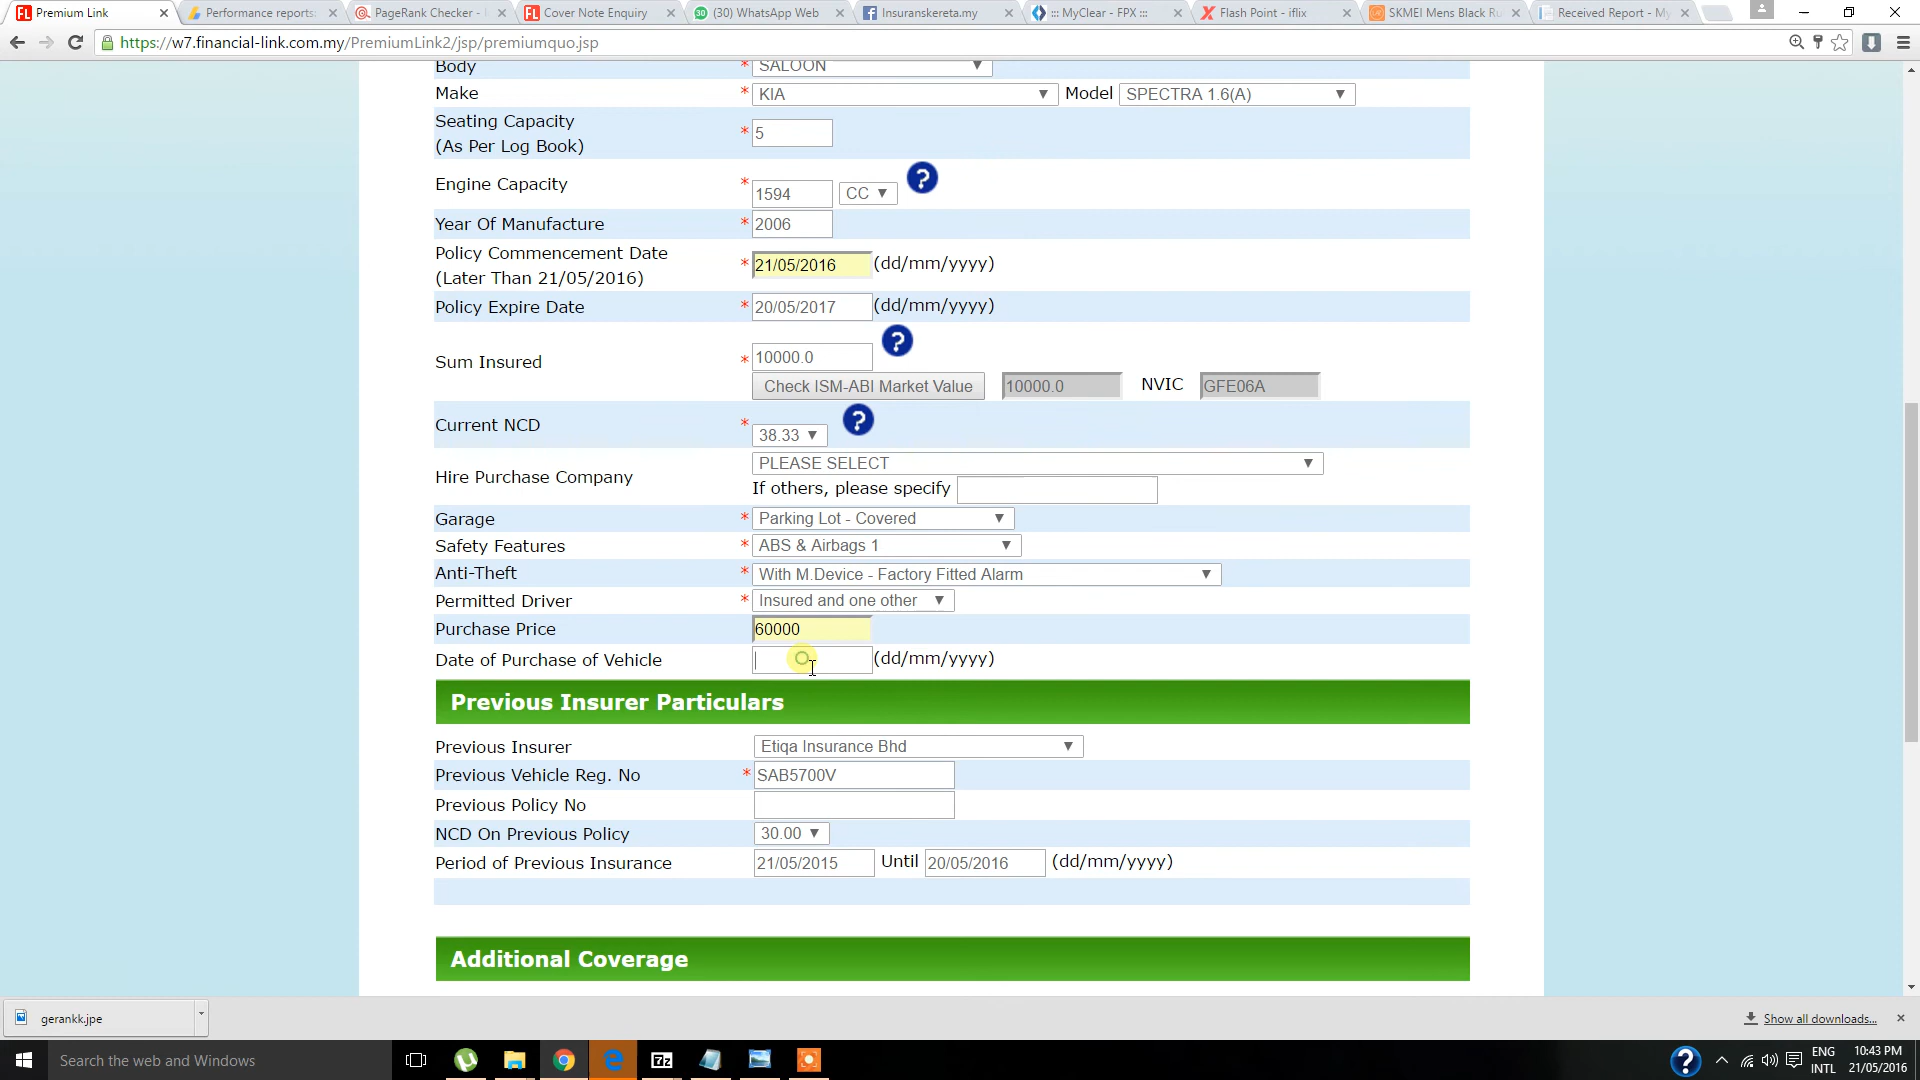 Premium Link
Performance reports:
PageRank Checker -
Cover Note Enquiry
(30) WhatsApp Web
Insuranskereta.my
::: MyClear - FPX :::
Flash Point - iflix
SKMEI Mens Black Ru
Received Report - My
https://w7.financial-link.com.my/PremiumLink2/jsp/premiumquo.jsp
Body * SALOON
Make * KIA Model SPECTRA 1.6(A)
Seating Capacity
(As Per Log Book) * 5
Engine Capacity * 1594 CC ?
Year Of Manufacture * 2006
Policy Commencement Date
(Later Than 21/05/2016) * 21/05/2016 (dd/mm/yyyy)
Policy Expire Date * 20/05/2017 (dd/mm/yyyy)
Sum Insured * 10000.0 ?
Check ISM-ABI Market Value 10000.0 NVIC GFE06A
Current NCD * 38.33 ?
Hire Purchase Company PLEASE SELECT
If others, please specify
Garage * Parking Lot - Covered
Safety Features * ABS & Airbags 1
Anti-Theft * With M.Device - Factory Fitted Alarm
Permitted Driver * Insured and one other
Purchase Price 60000
Date of Purchase of Vehicle (dd/mm/yyyy)
Previous Insurer Particulars
Previous Insurer Etiqa Insurance Bhd
Previous Vehicle Reg. No * SAB5700V
Previous Policy No
NCD On Previous Policy 30.00
Period of Previous Insurance 21/05/2015 Until 20/05/2016 (dd/mm/yyyy)
Additional Coverage
gerankk.jpe
Show all downloads...
Search the web and Windows
7z
?
ENG
INTL
10:43 PM
21/05/2016